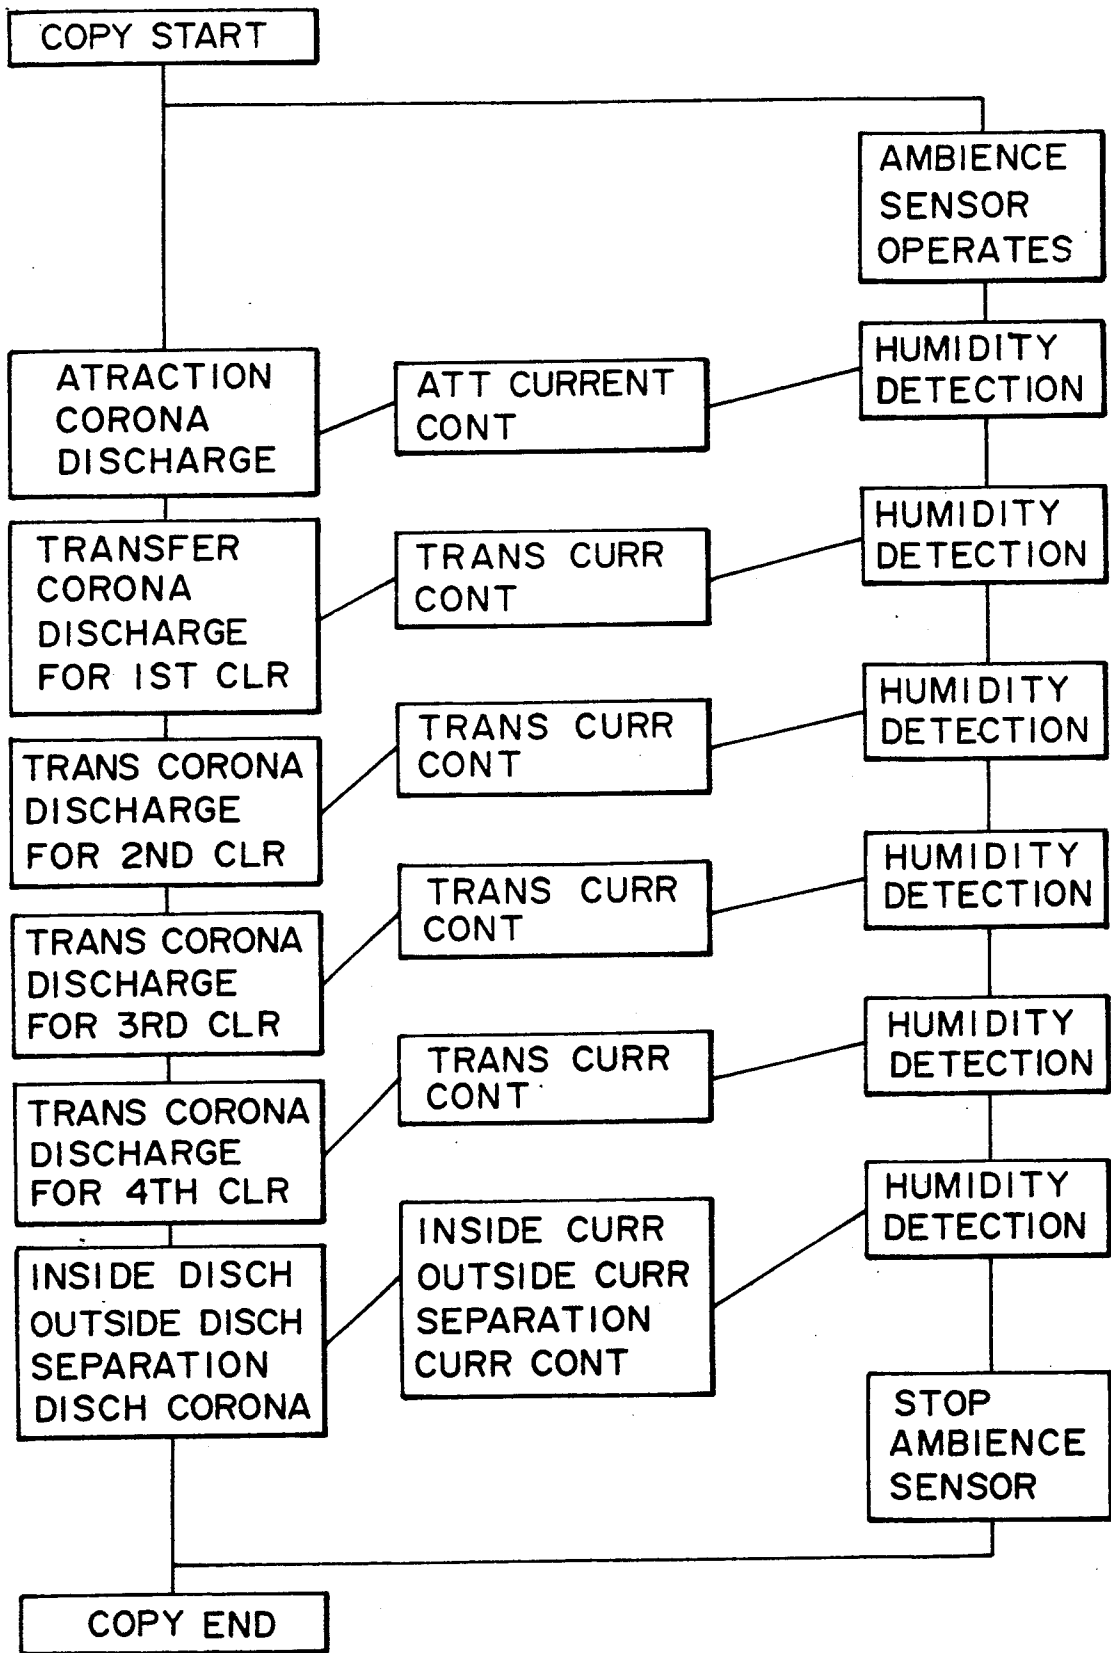 COPY START
AMBIENCE
SENSOR
OPERATES
ATRACTION
CORONA
DISCHARGE
ATT CURRENT
CONT
HUMIDITY
DETECTION
TRANSFER
CORONA
DISCHARGE
FOR 1ST CLR
TRANS CURR
CONT
HUMIDITY
DETECTION
TRANS CORONA
DISCHARGE
FOR 2ND CLR
TRANS CURR
CONT
HUMIDITY
DETECTION
TRANS CORONA
DISCHARGE
FOR 3RD CLR
TRANS CURR
CONT
HUMIDITY
DETECTION
TRANS CORONA
DISCHARGE
FOR 4TH CLR
TRANS CURR
CONT
HUMIDITY
DETECTION
INSIDE DISCH
OUTSIDE DISCH
SEPARATION
DISCH CORONA
INSIDE CURR
OUTSIDE CURR
SEPARATION
CURR CONT
HUMIDITY
DETECTION
STOP
AMBIENCE
SENSOR
COPY END